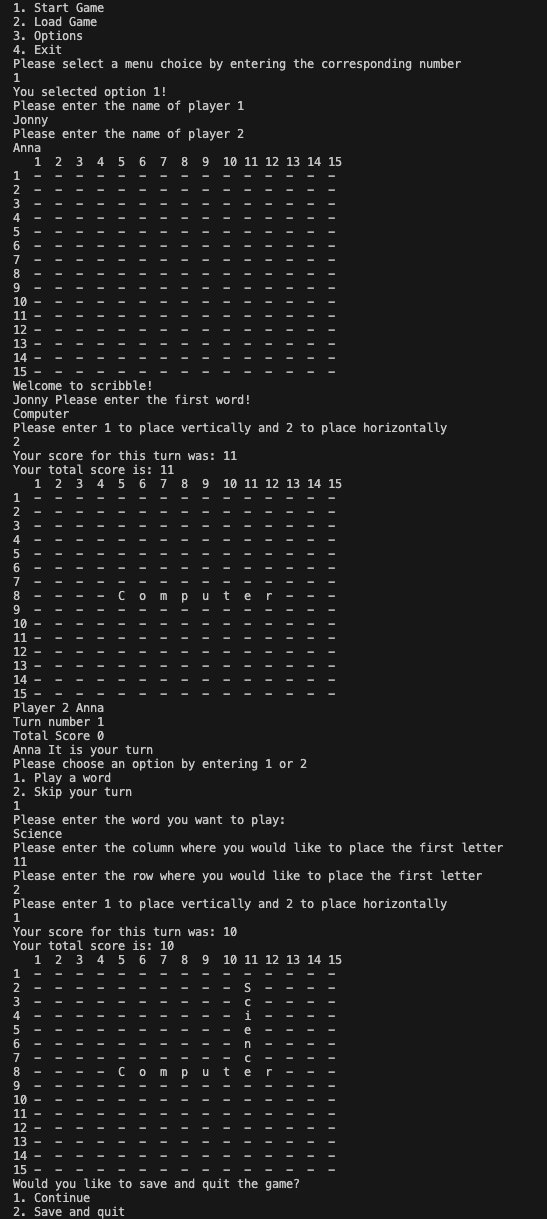 1. Start Game
2. Load Game
3. Options
4. Exit
Please select a menu choice by entering the corresponding number
1
You selected option 1!
Please enter the name of player 1
Jonny
Please enter the name of player 2
Anna
   1  2  3  4  5  6  7  8  9  10 11 12 13 14 15
1  –  –  –  –  –  –  –  –  –  –  –  –  –  –  –
2  –  –  –  –  –  –  –  –  –  –  –  –  –  –  –
3  –  –  –  –  –  –  –  –  –  –  –  –  –  –  –
4  –  –  –  –  –  –  –  –  –  –  –  –  –  –  –
5  –  –  –  –  –  –  –  –  –  –  –  –  –  –  –
6  –  –  –  –  –  –  –  –  –  –  –  –  –  –  –
7  –  –  –  –  –  –  –  –  –  –  –  –  –  –  –
8  –  –  –  –  –  –  –  –  –  –  –  –  –  –  –
9  –  –  –  –  –  –  –  –  –  –  –  –  –  –  –
10 –  –  –  –  –  –  –  –  –  –  –  –  –  –  –
11 –  –  –  –  –  –  –  –  –  –  –  –  –  –  –
12 –  –  –  –  –  –  –  –  –  –  –  –  –  –  –
13 –  –  –  –  –  –  –  –  –  –  –  –  –  –  –
14 –  –  –  –  –  –  –  –  –  –  –  –  –  –  –
15 –  –  –  –  –  –  –  –  –  –  –  –  –  –  –
Welcome to scribble!
Jonny Please enter the first word!
Computer
Please enter 1 to place vertically and 2 to place horizontally
2
Your score for this turn was: 11
Your total score is: 11
   1  2  3  4  5  6  7  8  9  10 11 12 13 14 15
1  –  –  –  –  –  –  –  –  –  –  –  –  –  –  –
2  –  –  –  –  –  –  –  –  –  –  –  –  –  –  –
3  –  –  –  –  –  –  –  –  –  –  –  –  –  –  –
4  –  –  –  –  –  –  –  –  –  –  –  –  –  –  –
5  –  –  –  –  –  –  –  –  –  –  –  –  –  –  –
6  –  –  –  –  –  –  –  –  –  –  –  –  –  –  –
7  –  –  –  –  –  –  –  –  –  –  –  –  –  –  –
8  –  –  –  –  C  o  m  p  u  t  e  r  –  –  –
9  –  –  –  –  –  –  –  –  –  –  –  –  –  –  –
10 –  –  –  –  –  –  –  –  –  –  –  –  –  –  –
11 –  –  –  –  –  –  –  –  –  –  –  –  –  –  –
12 –  –  –  –  –  –  –  –  –  –  –  –  –  –  –
13 –  –  –  –  –  –  –  –  –  –  –  –  –  –  –
14 –  –  –  –  –  –  –  –  –  –  –  –  –  –  –
15 –  –  –  –  –  –  –  –  –  –  –  –  –  –  –
Player 2 Anna
Turn number 1
Total Score 0
Anna It is your turn
Please choose an option by entering 1 or 2
1. Play a word
2. Skip your turn
1
Please enter the word you want to play:
Science
Please enter the column where you would like to place the first letter
11
Please enter the row where you would like to place the first letter
2
Please enter 1 to place vertically and 2 to place horizontally
1
Your score for this turn was: 10
Your total score is: 10
   1  2  3  4  5  6  7  8  9  10 11 12 13 14 15
1  –  –  –  –  –  –  –  –  –  –  –  –  –  –  –
2  –  –  –  –  –  –  –  –  –  –  S  –  –  –  –
3  –  –  –  –  –  –  –  –  –  –  c  –  –  –  –
4  –  –  –  –  –  –  –  –  –  –  i  –  –  –  –
5  –  –  –  –  –  –  –  –  –  –  e  –  –  –  –
6  –  –  –  –  –  –  –  –  –  –  n  –  –  –  –
7  –  –  –  –  –  –  –  –  –  –  c  –  –  –  –
8  –  –  –  –  C  o  m  p  u  t  e  r  –  –  –
9  –  –  –  –  –  –  –  –  –  –  –  –  –  –  –
10 –  –  –  –  –  –  –  –  –  –  –  –  –  –  –
11 –  –  –  –  –  –  –  –  –  –  –  –  –  –  –
12 –  –  –  –  –  –  –  –  –  –  –  –  –  –  –
13 –  –  –  –  –  –  –  –  –  –  –  –  –  –  –
14 –  –  –  –  –  –  –  –  –  –  –  –  –  –  –
15 –  –  –  –  –  –  –  –  –  –  –  –  –  –  –
Would you like to save and quit the game?
1. Continue
2. Save and quit